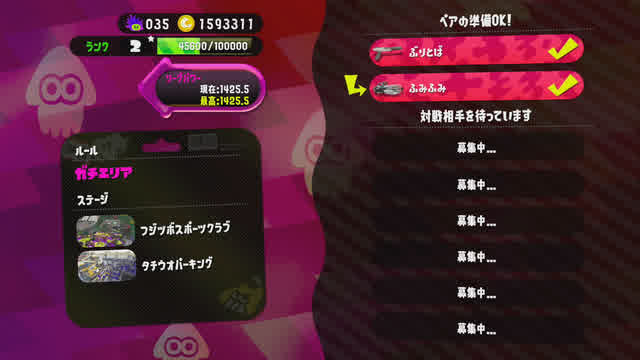 035 1593311
ランク 2 45600/100000
リーグパワー
現在:1425.5
最高:1425.5
ルール
ガチエリア
ステージ
フジツボスポーツクラブ
タチウオパーキング
ペアの準備OK!
ぷりとば
ふみふみ
対戦相手を待っています
募集中...
募集中...
募集中...
募集中...
募集中...
募集中...